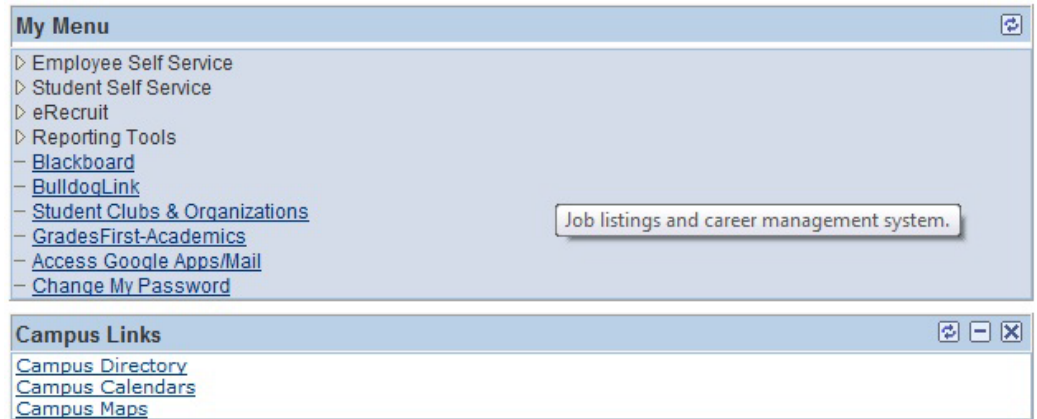 My Menu
Employee Self Service
Student Self Service
eRecruit
Reporting Tools
Blackboard
BulldogLink
Student Clubs & Organizations
Job listings and career management system.
GradesFirst-Academics
Access Google Apps/Mail
Change My Password
Campus Links
Campus Directory
Campus Calendars
Campus Maps